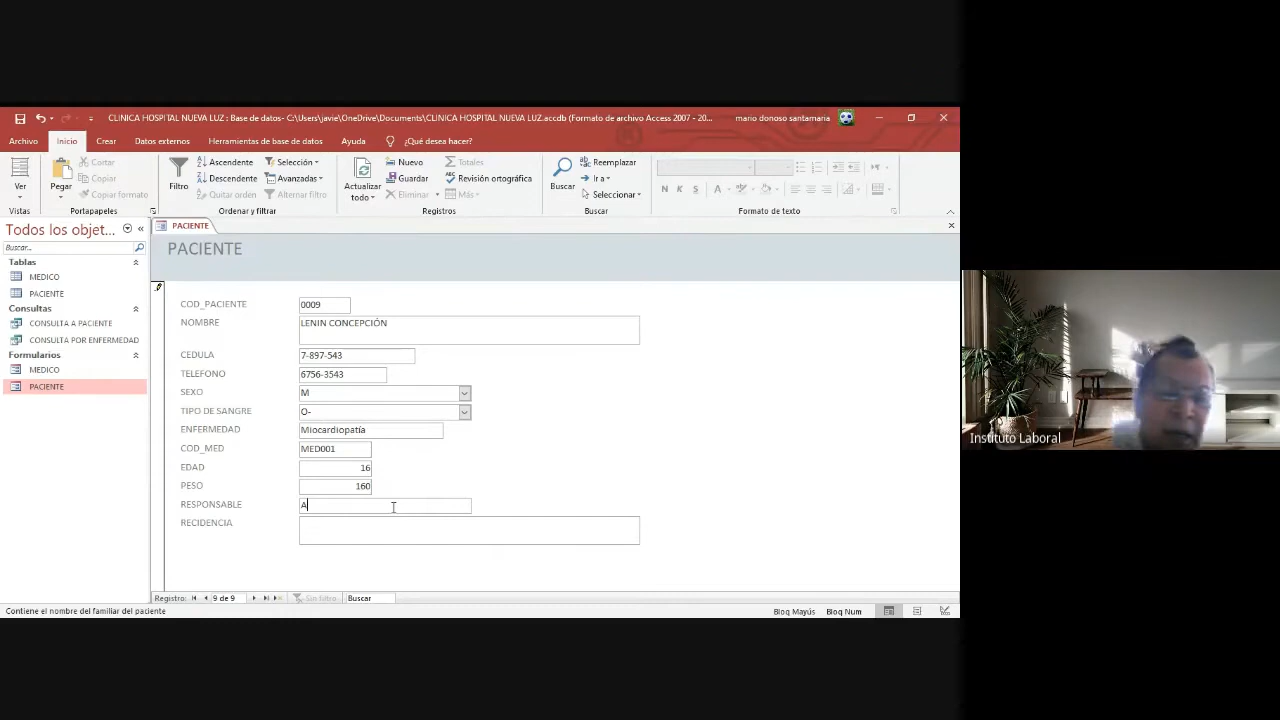 CLINICA HOSPITAL NUEVA LUZ : Base de datos- C:\Users\javie\OneDrive\Documents\CLINICA HOSPITAL NUEVA LUZ.accdb (Formato de archivo Access 2007 - 20... mario donoso santamaria
Archivo Inicio Crear Datos externos Herramientas de base de datos Ayuda ¿Qué desea hacer?
Ver Pegar Cortar Filtro Ascendente Selección Actualizar todo Nuevo Totales Buscar Reemplazar
Copiar Descendente Avanzadas Guardar Revisión ortográfica Ir a N K S A
Copiar formato Quitar orden Alternar filtro Eliminar Más Seleccionar
Vistas Portapapeles Ordenar y filtrar Registros Buscar Formato de texto
Todos los objet...
Buscar...
Tablas
MEDICO
PACIENTE
Consultas
CONSULTA A PACIENTE
CONSULTA POR ENFERMEDAD
Formularios
MEDICO
PACIENTE
PACIENTE
PACIENTE
COD_PACIENTE 0009
NOMBRE LENIN CONCEPCIÓN
CEDULA 7-897-543
TELEFONO 6756-3543
SEXO M
TIPO DE SANGRE O-
ENFERMEDAD Miocardiopatía
COD_MED MED001
EDAD 16
PESO 160
RESPONSABLE A
RECIDENCIA
Registro: 9 de 9 Sin filtro Buscar
Contiene el nombre del familiar del paciente Bloq Mayús Bloq Num
Instituto Laboral